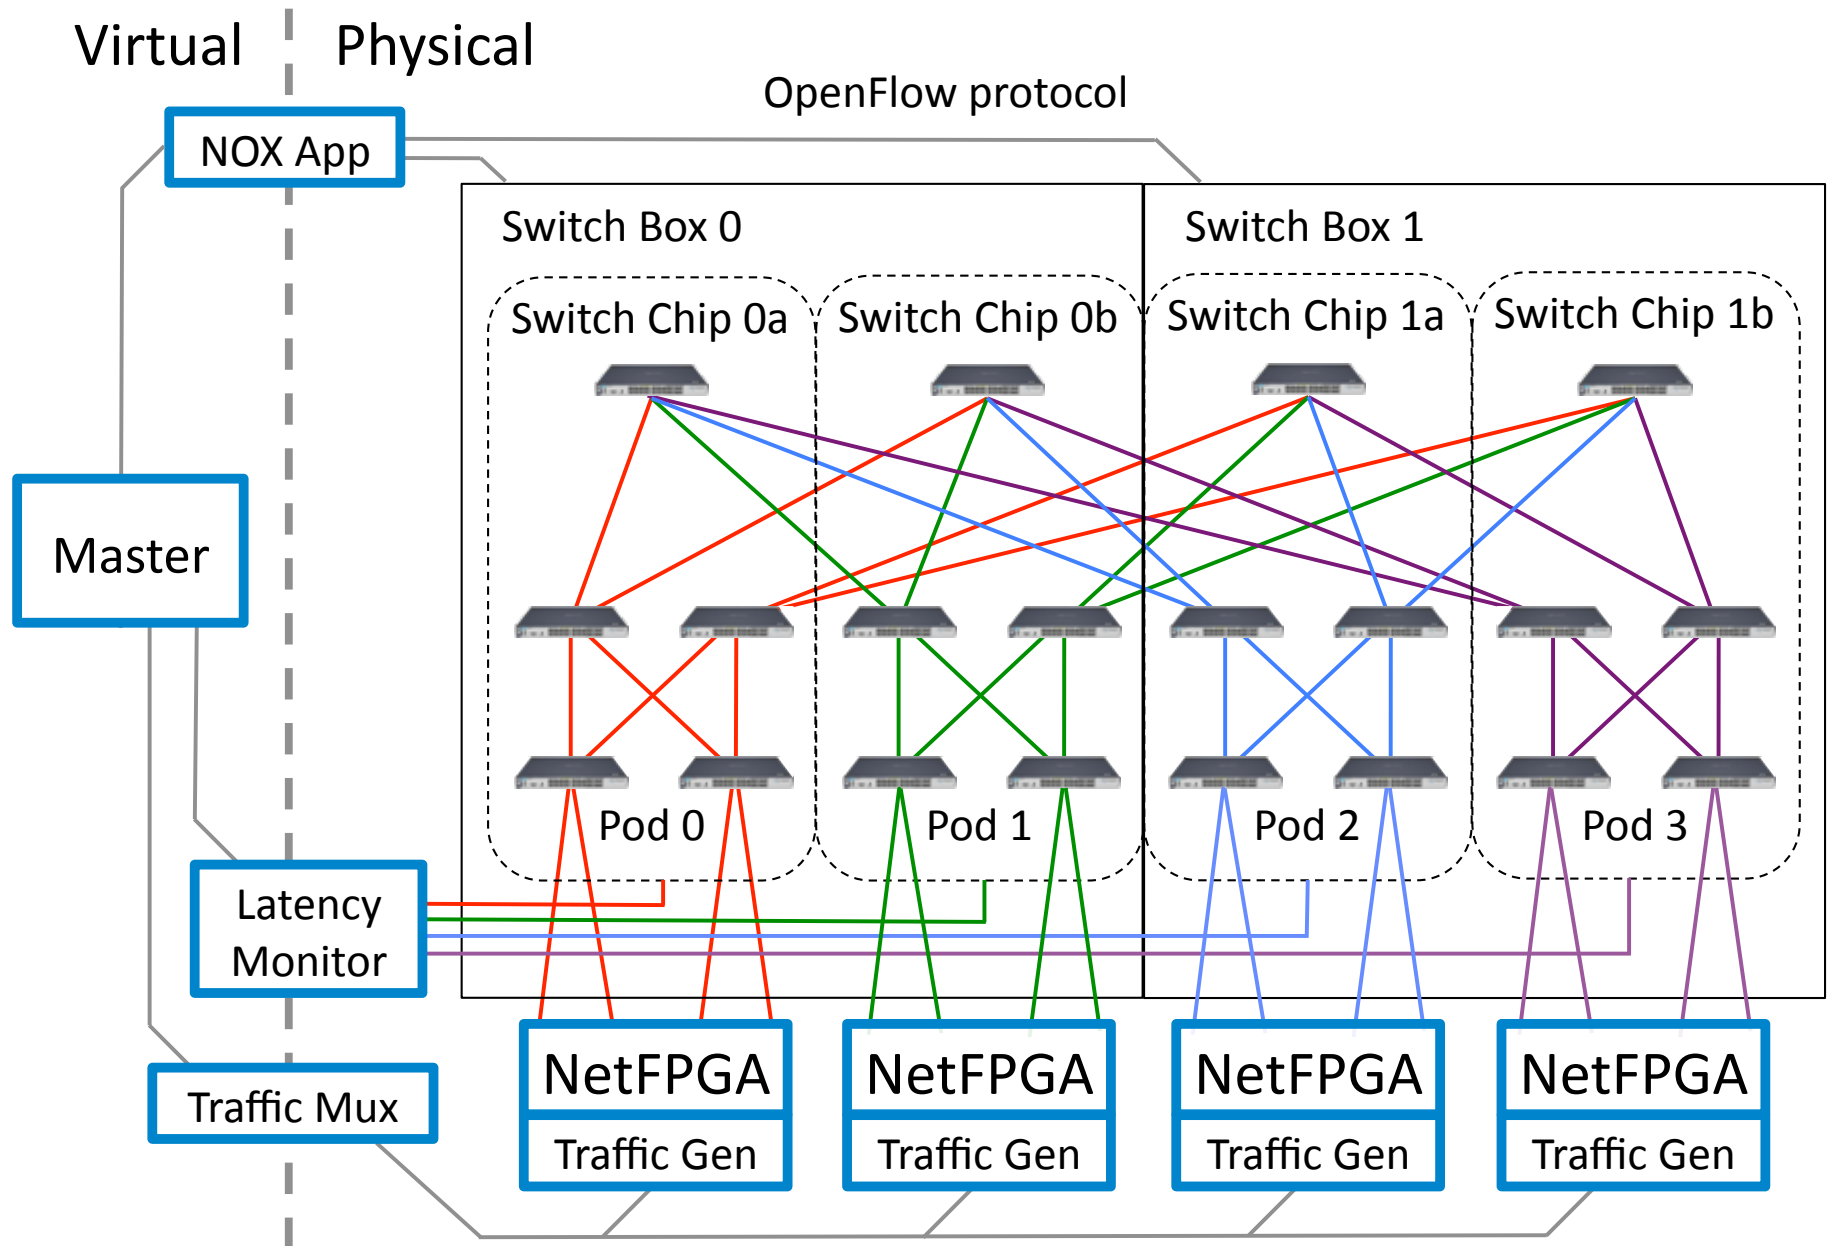 Virtual
Physical
OpenFlow protocol
NOX App
Switch Box 0
Switch Box 1
Switch Chip 0a
Switch Chip 0b
Switch Chip 1a
Switch Chip 1b
Master
Pod 0
Pod 1
Pod 2
Pod 3
Latency
Monitor
NetFPGA
NetFPGA
NetFPGA
NetFPGA
Traffic Mux
Traffic Gen
Traffic Gen
Traffic Gen
Traffic Gen